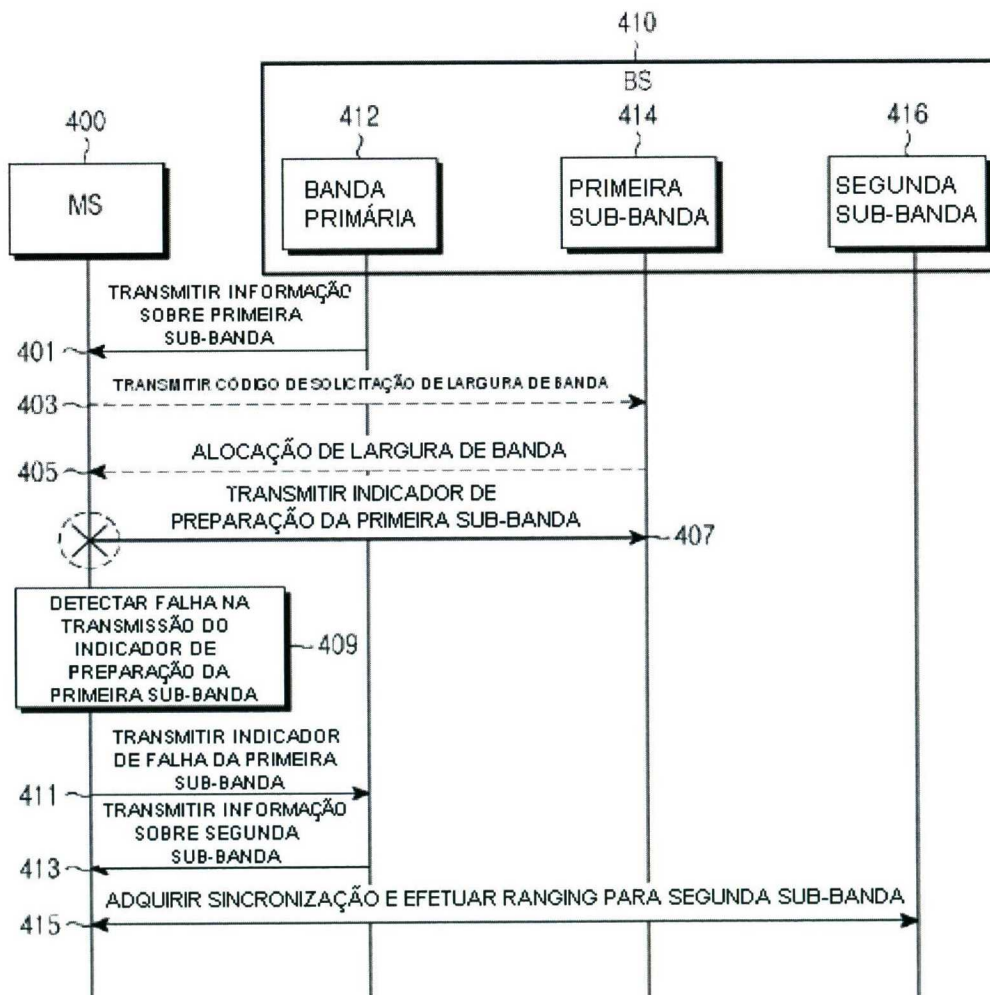 410
BS
400
412
414
416
MS
BANDA
PRIMÁRIA
PRIMEIRA
SUB-BANDA
SEGUNDA
SUB-BANDA
TRANSMITIR INFORMAÇÃO
SOBRE PRIMEIRA
SUB-BANDA
401
TRANSMITIR CÓDIGO DE SOLICITAÇÃO DE LARGURA DE BANDA
403
ALOCAÇÃO DE LARGURA DE BANDA
405
TRANSMITIR INDICADOR DE
PREPARAÇÃO DA PRIMEIRA SUB-BANDA
407
DETECTAR FALHA NA
TRANSMISSÃO DO
INDICADOR DE
PREPARAÇÃO DA
PRIMEIRA SUB-BANDA
409
TRANSMITIR INDICADOR
DE FALHA DA PRIMEIRA
SUB-BANDA
411
TRANSMITIR INFORMAÇÃO
SOBRE SEGUNDA
SUB-BANDA
413
ADQUIRIR SINCRONIZAÇÃO E EFETUAR RANGING PARA SEGUNDA SUB-BANDA
415